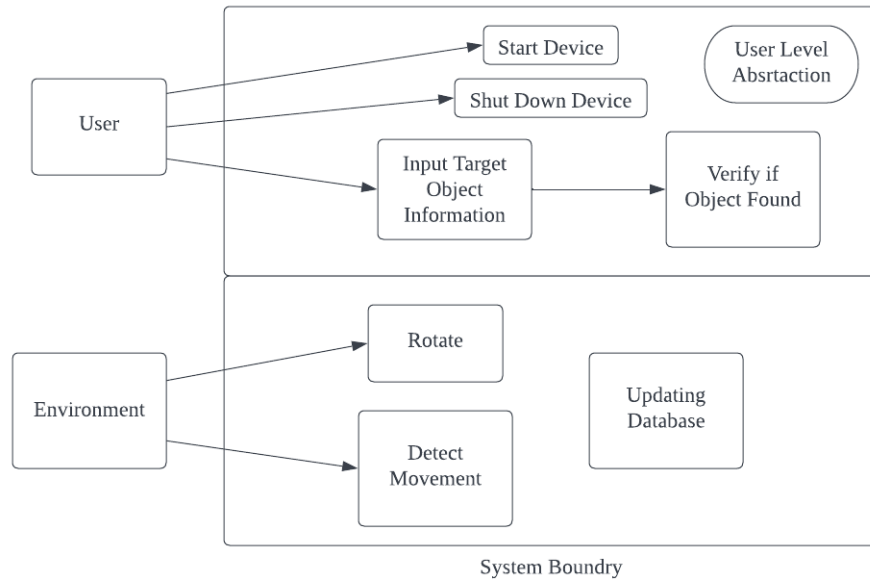 Start Device
User Level
Absrtaction
Shut Down Device
User
Input Target
Object
Information
Verify if
Object Found
Rotate
Environment
Updating
Database
Detect
Movement
System Boundry